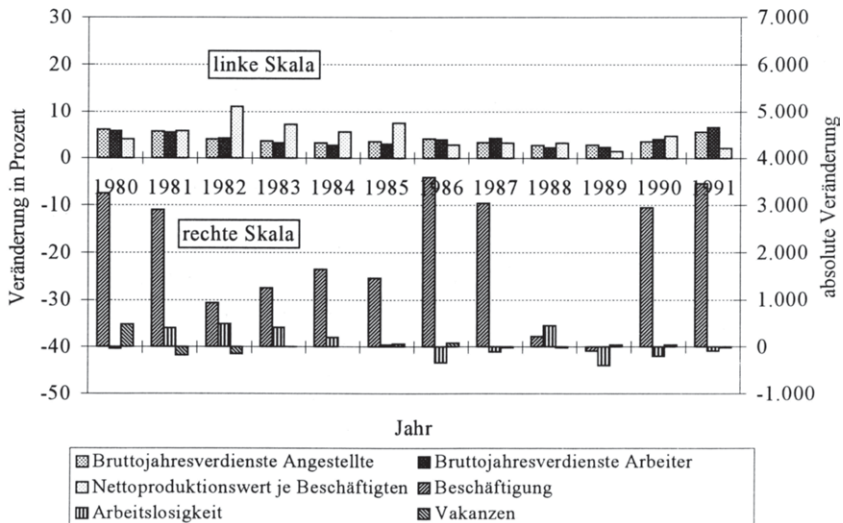 30 7.000
linke Skala
20 6.000
10 5.000
0 4.000
1980 1981 1982 1983 1984 1985 1986 1987 1988 1989 1990 1991
-10 3.000
rechte Skala
-20 2.000
-30 1.000
-40 0
-50 -1.000
Veränderung in Prozent
absolute Veränderung
Jahr
Bruttojahresverdienste Angestellte Bruttojahresverdienste Arbeiter
Nettoproduktionswert je Beschäftigten Beschäftigung
Arbeitslosigkeit Vakanzen